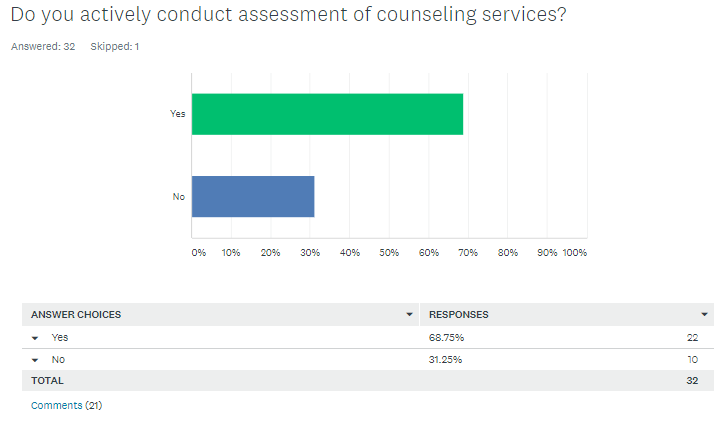 Do you actively conduct assessment of counseling services?
Answered: 32 Skipped: 1
Yes
No
0% 10% 20% 30% 40% 50% 60% 70% 80% 90% 100%
ANSWER CHOICES RESPONSES
Yes 68.75% 22
No 31.25% 10
TOTAL 32
Comments (21)